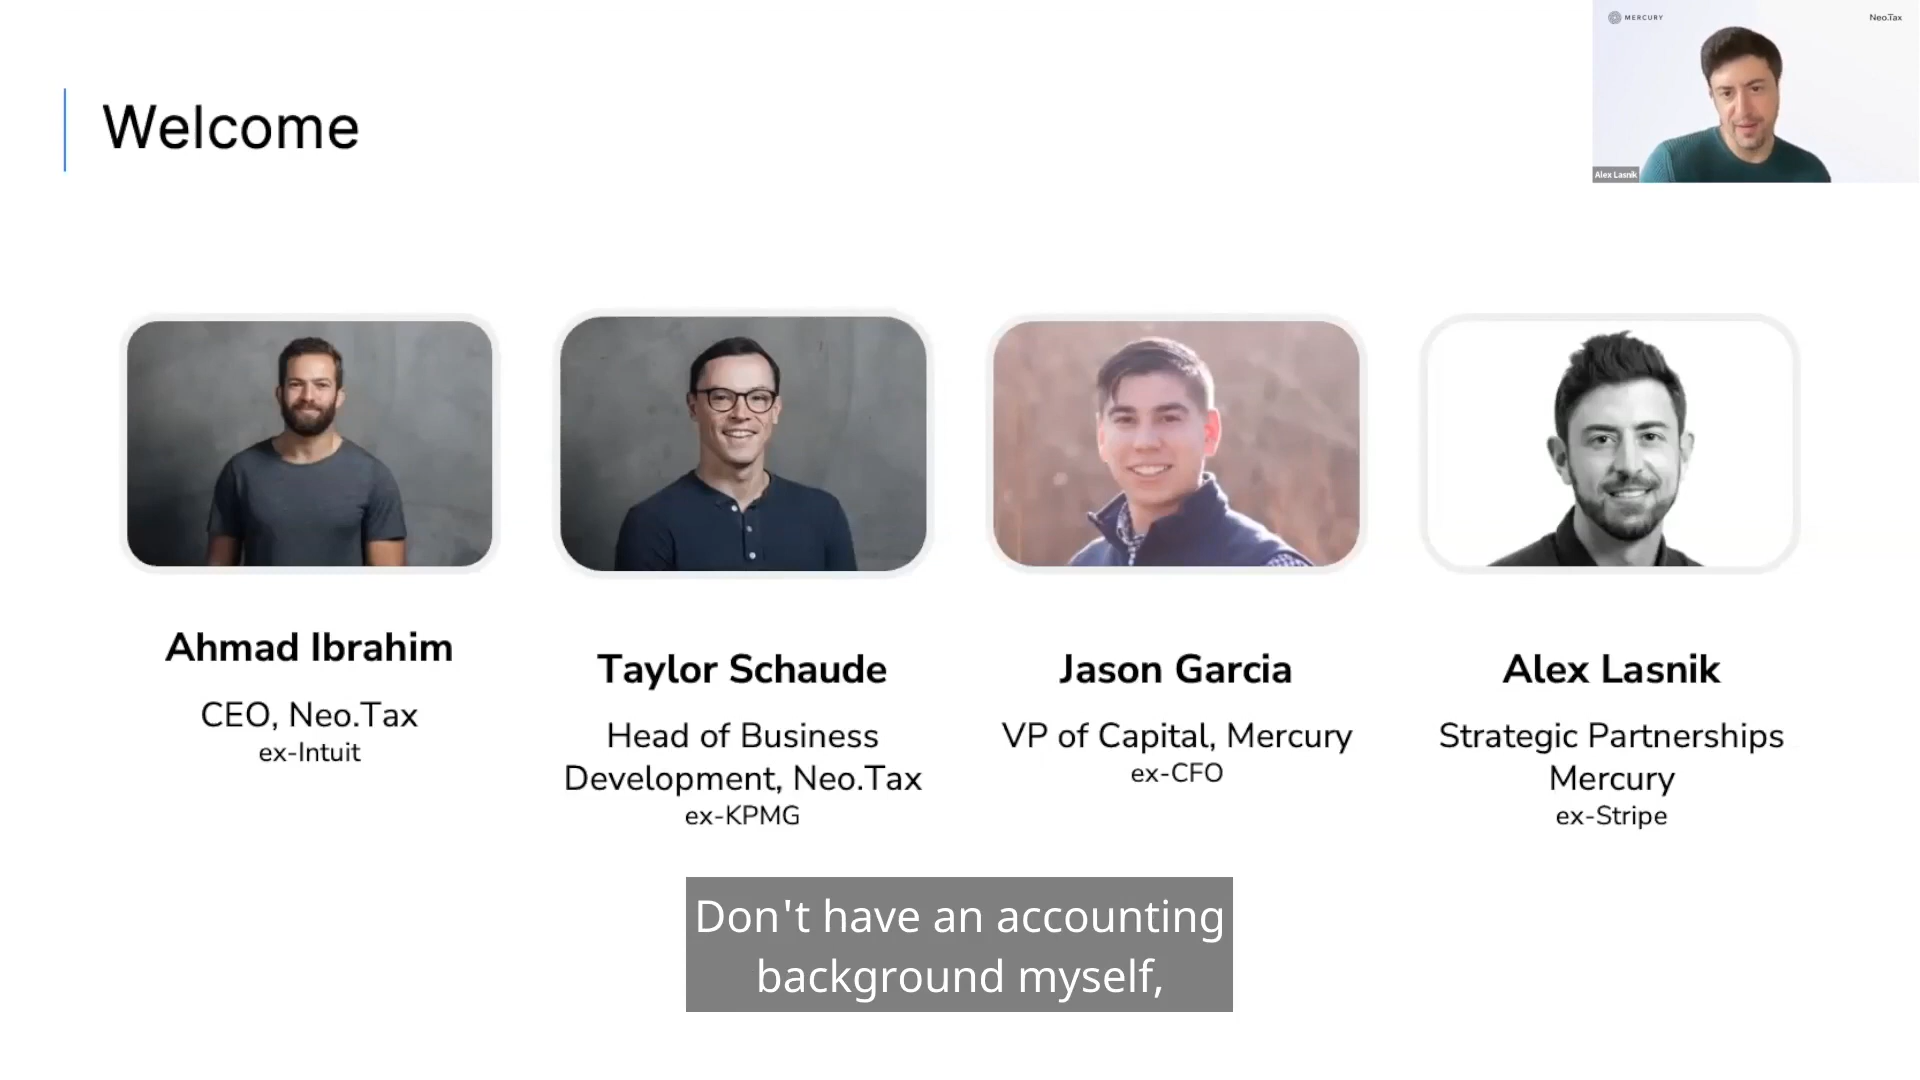 MERCURY
Neo.Tax
Alex Lasnik
Welcome
Ahmad Ibrahim
CEO, Neo.Tax
ex-Intuit
Taylor Schaude
Head of Business
Development, Neo.Tax
ex-KPMG
Jason Garcia
VP of Capital, Mercury
ex-CFO
Alex Lasnik
Strategic Partnerships
Mercury
ex-Stripe
Don't have an accounting
background myself,